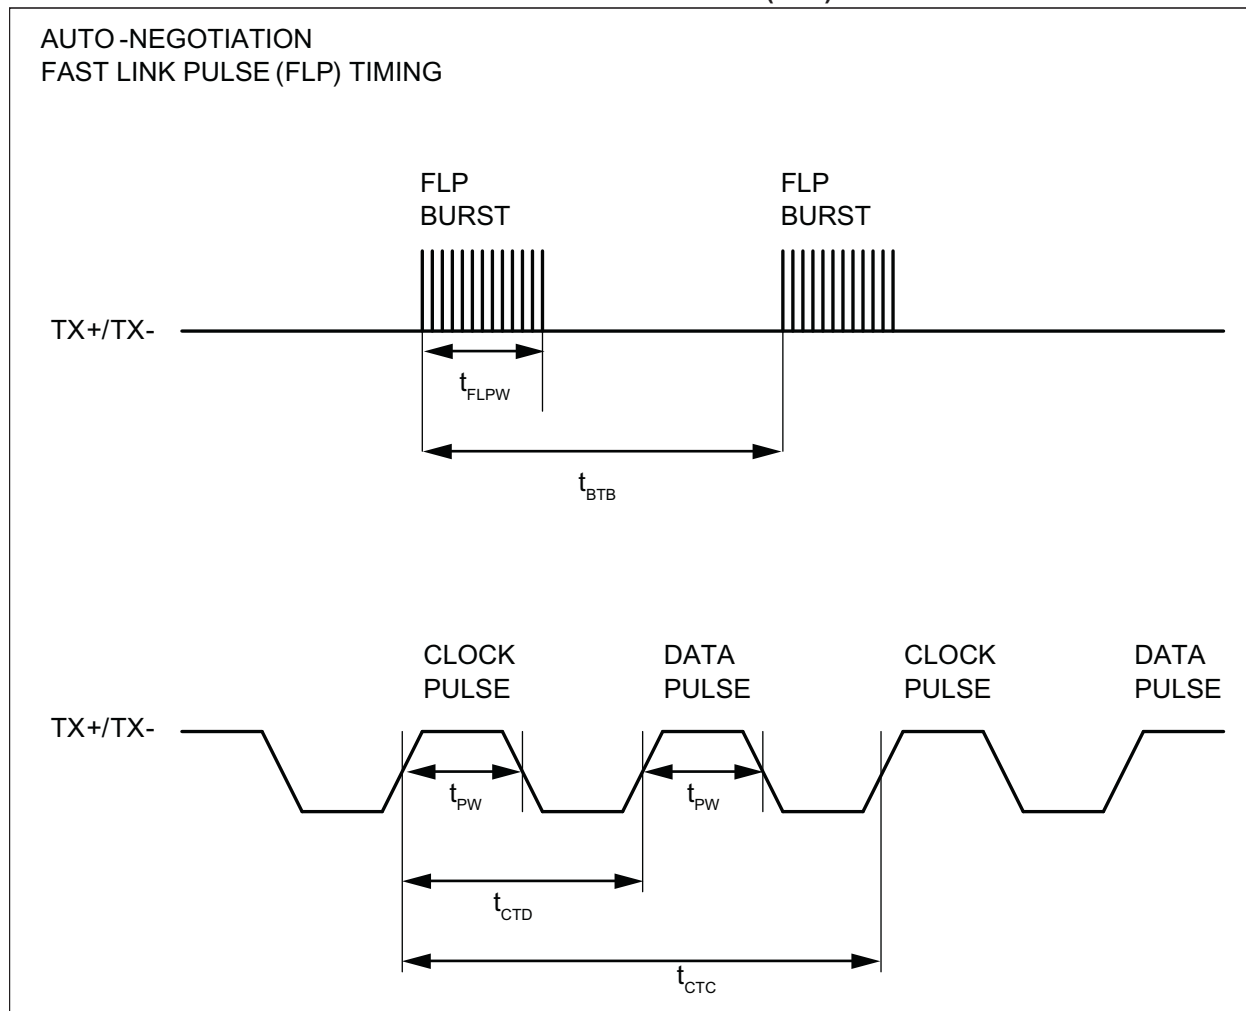 AUTO-NEGOTIATION
FAST LINK PULSE (FLP) TIMING
FLP
BURST
FLP
BURST
TX+/TX-
tFLPW
tBTB
CLOCK
PULSE
DATA
PULSE
CLOCK
PULSE
DATA
PULSE
TX+/TX-
tPW
tPW
tCTD
tCTC